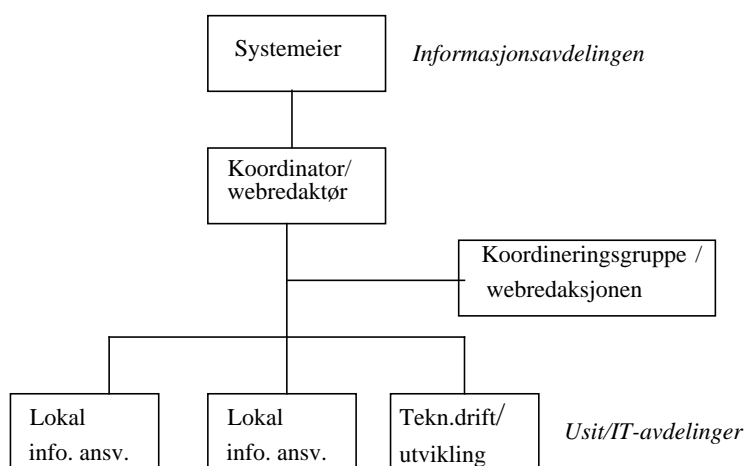 Systemeier
Informasjonsavdelingen
Koordinator/
webredaktør
Koordineringsgruppe /
webredaksjonen
Lokal
info. ansv.
Lokal
info. ansv.
Tekn.drift/
utvikling
Usit/IT-avdelinger